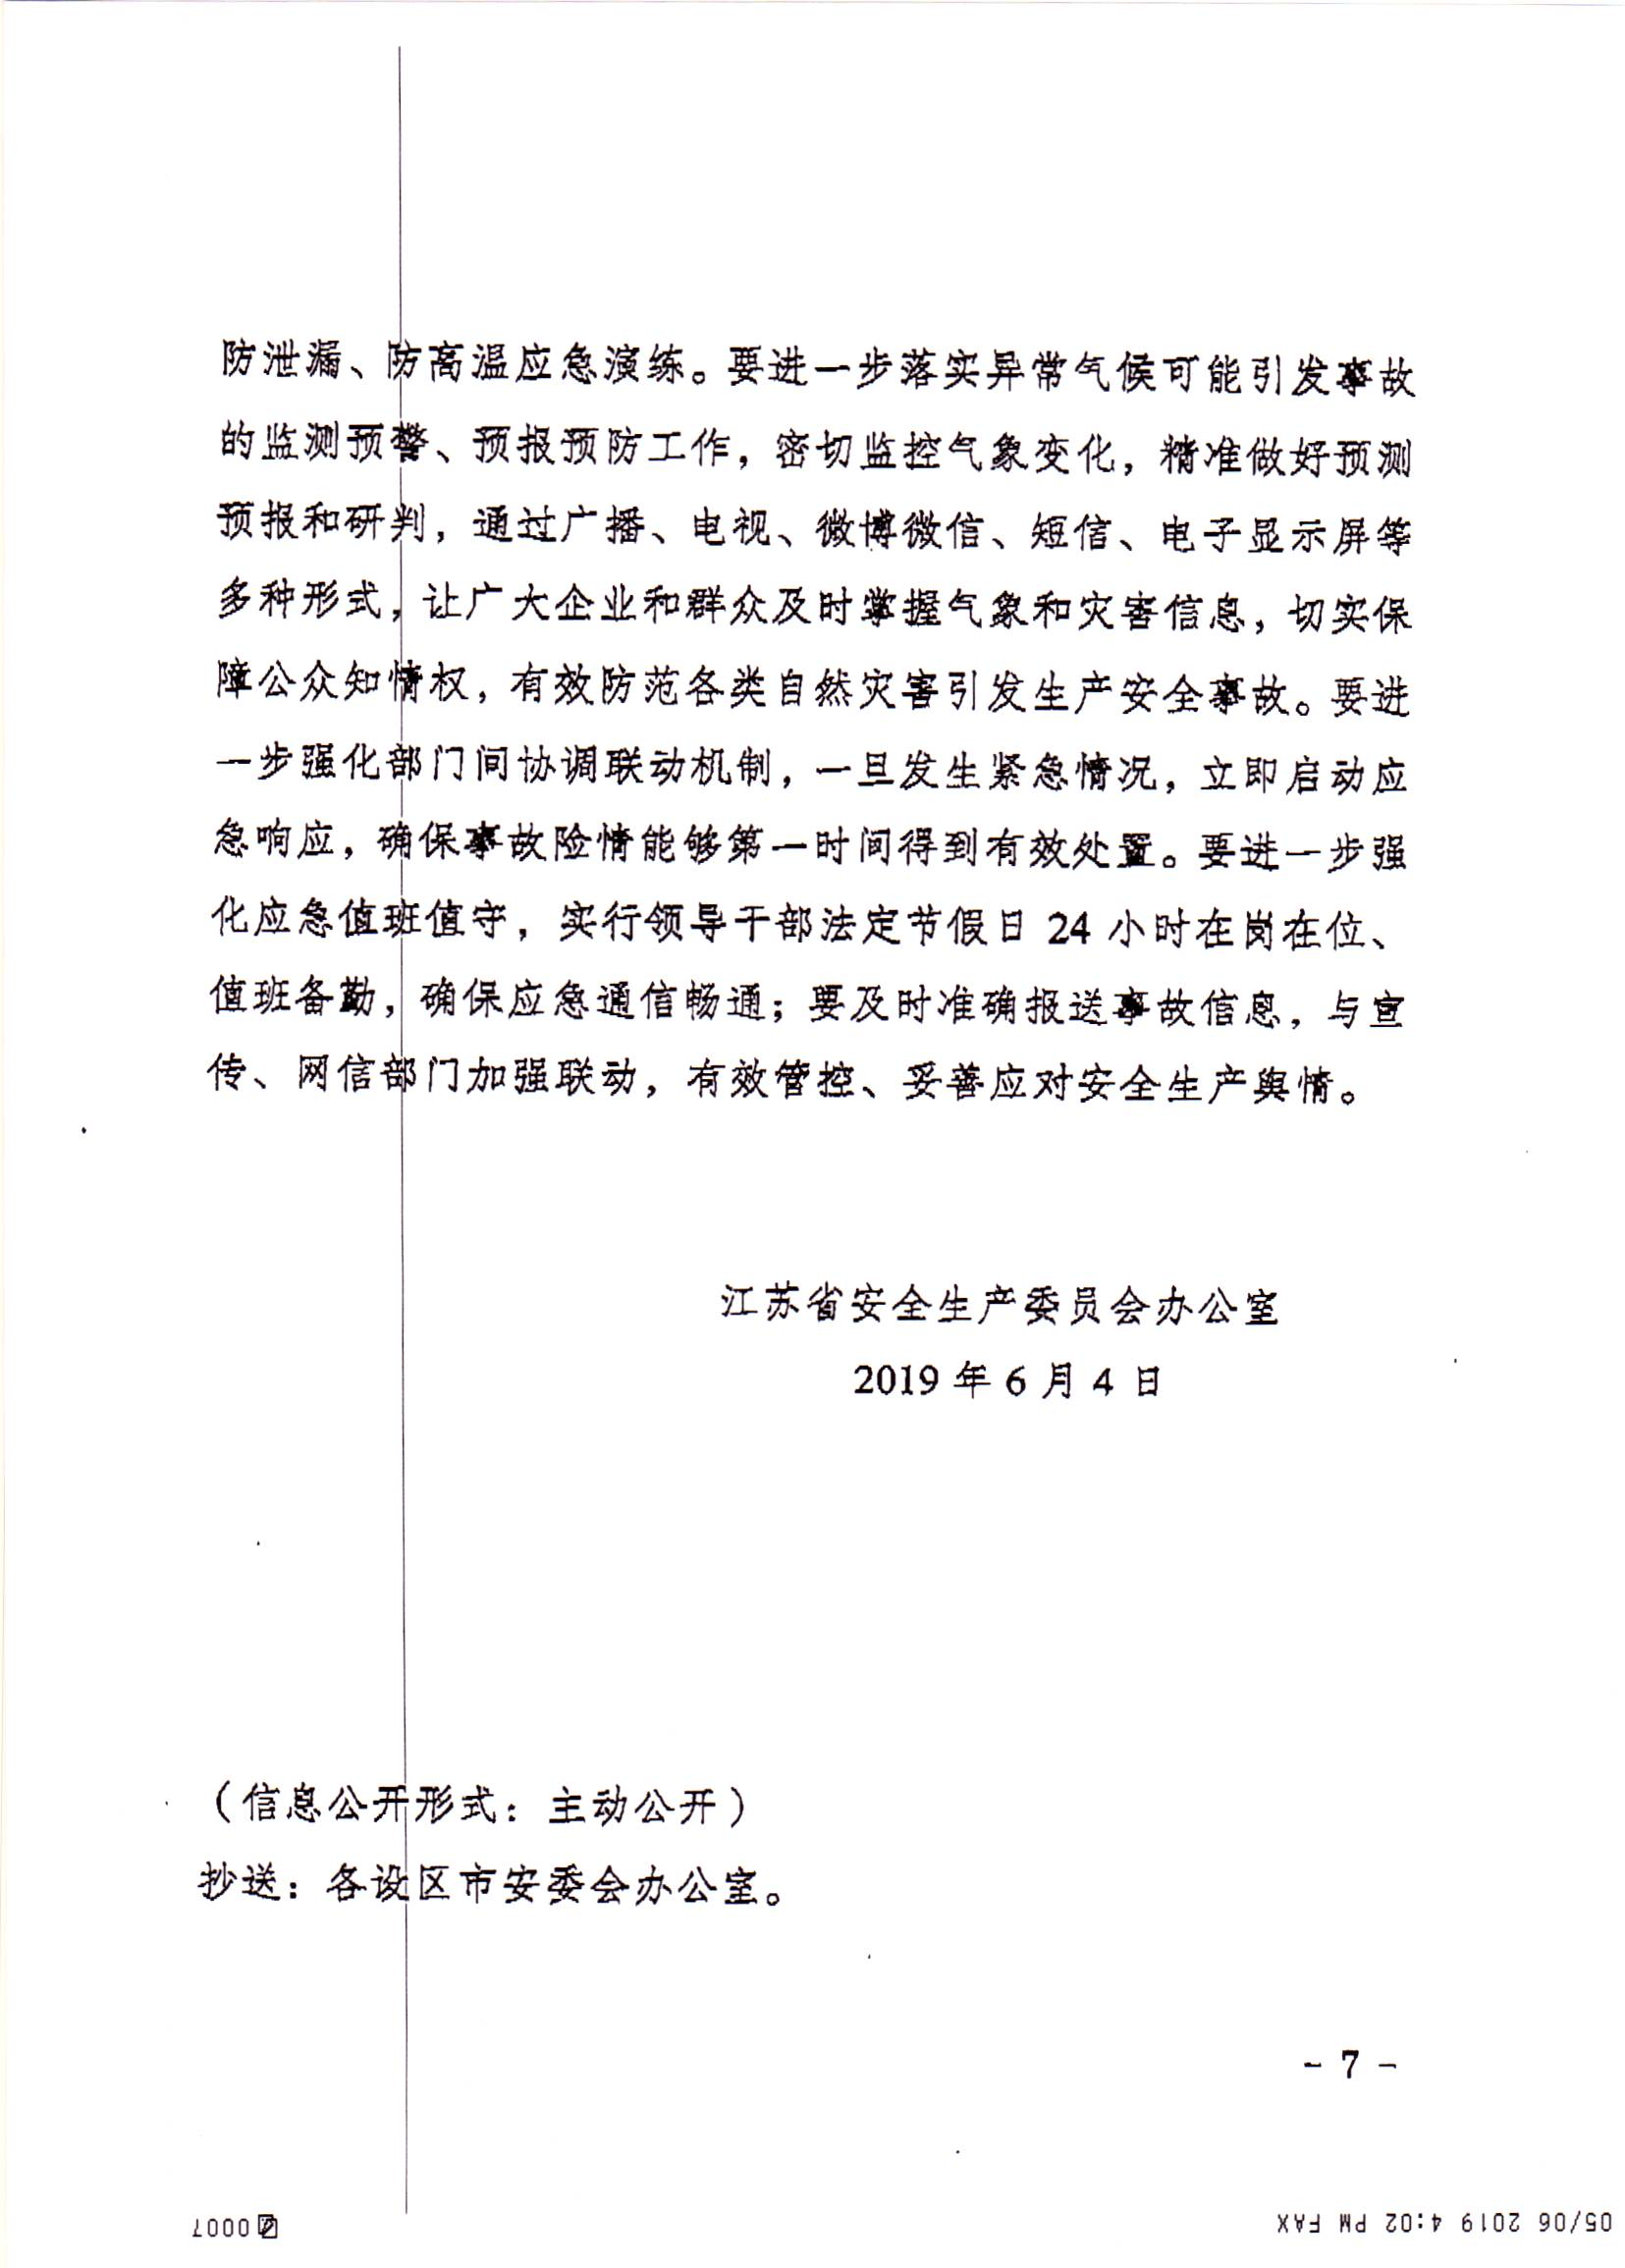 防泄漏、防高温应急演练。要进一步落实异常气候可能引发事故
的监测预警、预报预防工作，密切监控气象变化，精准做好预测
预报和研判，通过广播、电视、微博微信、短信、电子显示屏等
多种形式，让广大企业和群众及时掌握气象和灾害信息，切实保
障公众知情权，有效防范各类自然灾害引发生产安全事故。要进
一步强化部门间协调联动机制，一旦发生紧急情况，立即启动应
急响应，确保事故险情能够第一时间得到有效处置。要进一步强
化应急值班值守，实行领导干部法定节假日 24 小时在岗在位、
值班备勤，确保应急通信畅通；要及时准确报送事故信息，与宣
传、网信部门加强联动，有效管控、妥善应对安全生产舆情。
江苏省安全生产委员会办公室
2019 年 6 月 4 日
（信息公开形式：主动公开）
抄送：各设区市安委会办公室。
- 7 -
05/06 2019 4:02 PM FAX
0007